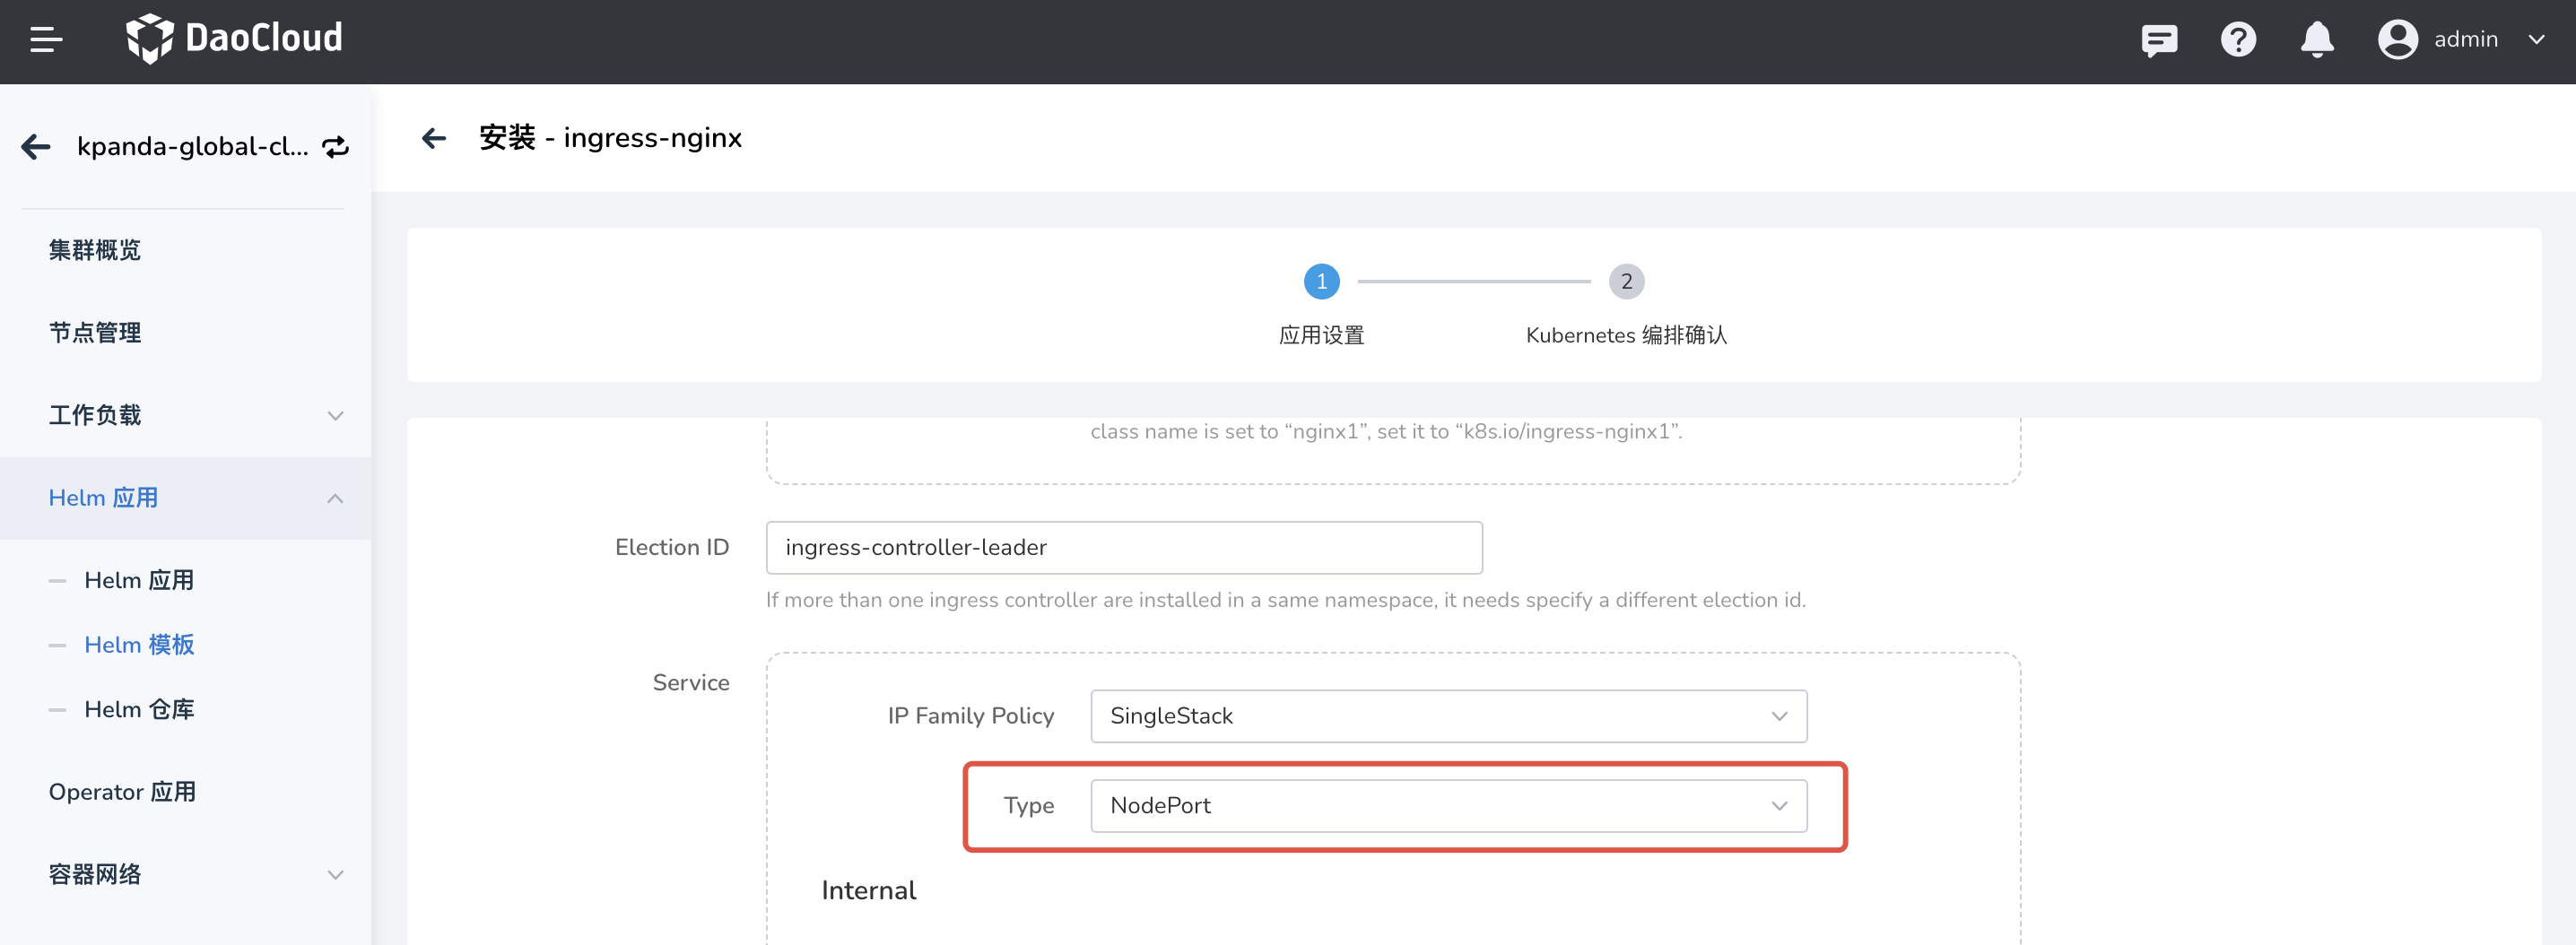 DaoCloud
admin
kpanda-global-cl...
集群概览
节点管理
工作负载
Helm 应用
Helm 应用
Helm 模板
Helm 仓库
Operator 应用
容器网络
安装 - ingress-nginx
1
2
应用设置
Kubernetes 编排确认
class name is set to “nginx1”, set it to “k8s.io/ingress-nginx1”.
Election ID
ingress-controller-leader
If more than one ingress controller are installed in a same namespace, it needs specify a different election id.
Service
IP Family Policy
SingleStack
Type
NodePort
Internal